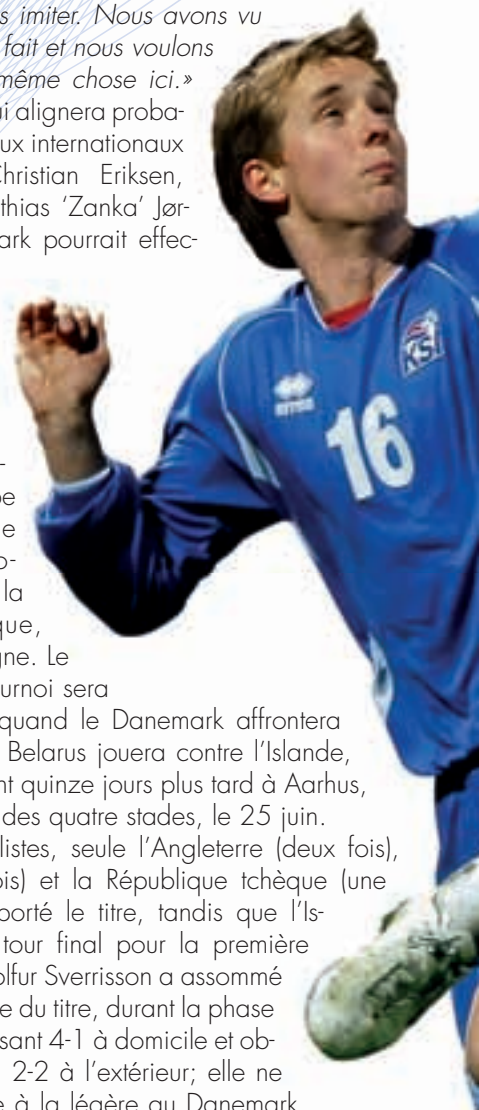 s imiter. Nous avons vu
fait et nous voulons
même chose ici.»
ui alignera proba-
ux internationaux
Christian Eriksen,
thias ‘Zanka’ Jør-
ark pourrait effec-
be
e
o-
la
que,
gne. Le
urnoi sera
quand le Danemark affrontera
Belarus jouera contre l’Islande,
nt quinze jours plus tard à Aarhus,
des quatre stades, le 25 juin.
listes, seule l’Angleterre (deux fois),
ois) et la République tchèque (une
porté le titre, tandis que l’Is-
tour final pour la première
olfur Sverrisson a assommé
e du titre, durant la phase
sant 4-1 à domicile et ob-
2-2 à l’extérieur; elle ne
e à la légère au Danemark
KSI
errea
16